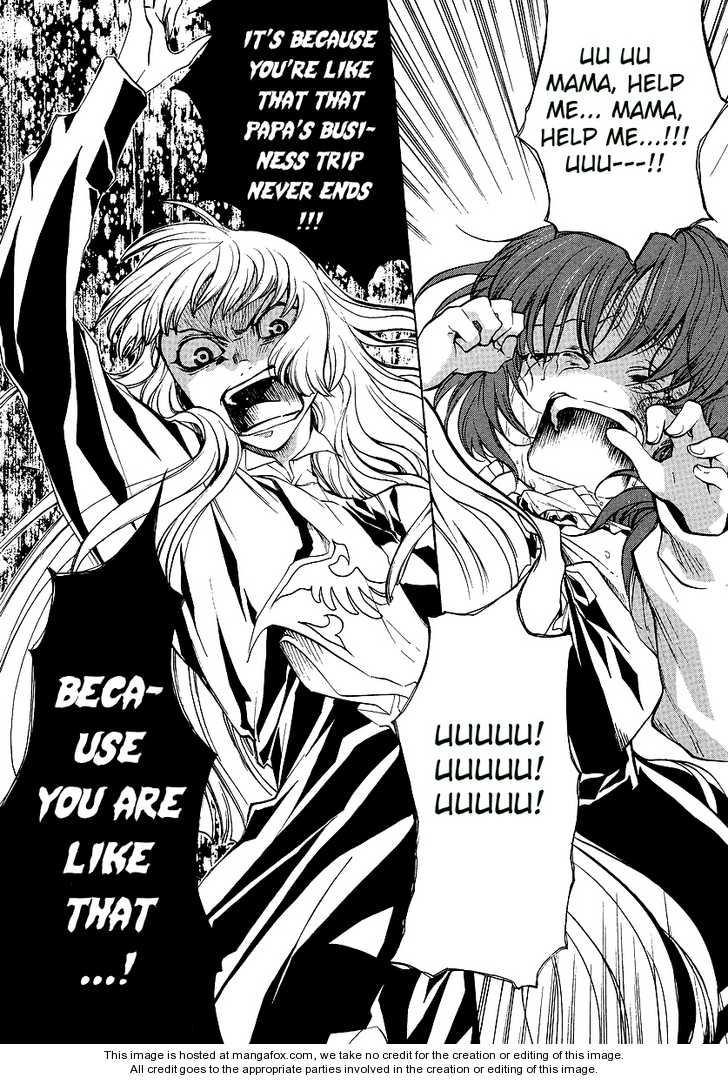 UU UU
MAMA, HELP
ME... MAMA,
HELP ME...!!!
UUU---!!
IT'S BECAUSE
YOU'RE LIKE
THAT THAT
PAPA'S BUSI-
NESS TRIP
NEVER ENDS
!!!
UUUUU!
UUUUU!
UUUUU!
BECA-
USE
YOU ARE
LIKE
THAT
...!
This image is hosted at mangafox.com, we take no credit for the creation or editing of this image.
All credit goes to the appropriate parties involved in the creation or editing of this image.